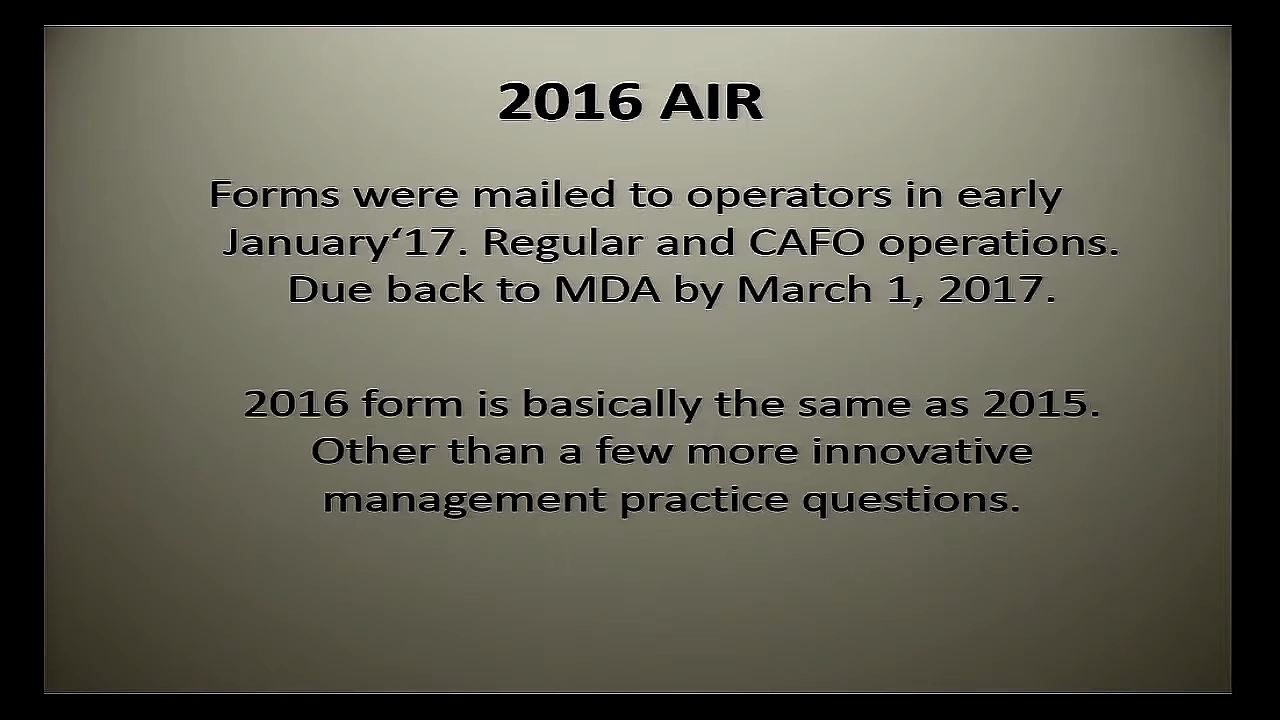 2016 AIR
Forms were mailed to operators in early
January‘17. Regular and CAFO operations.
Due back to MDA by March 1, 2017.
2016 form is basically the same as 2015.
Other than a few more innovative
management practice questions.